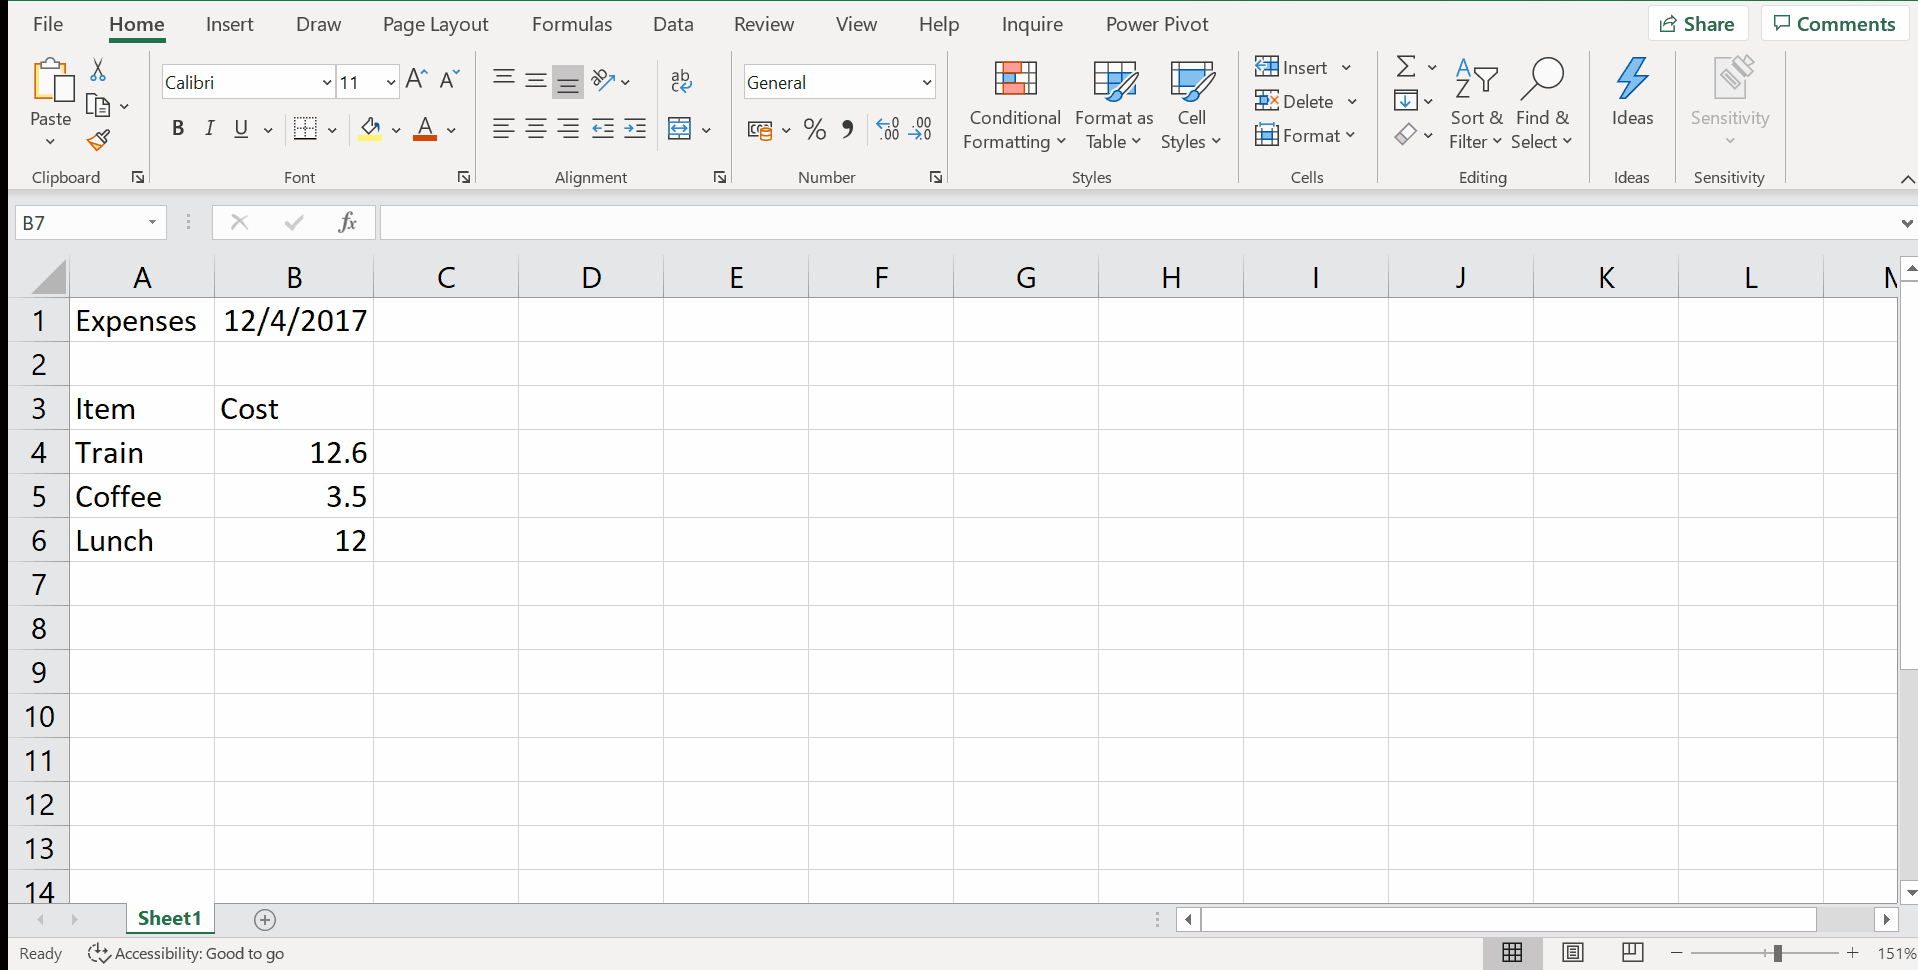 File Home Insert Draw Page Layout Formulas Data Review View Help Inquire Power Pivot Share Comments
Calibri 11 General
Paste
B I U
Conditional Formatting
Format as Table
Cell Styles
Insert
Delete
Format
Sort & Filter
Find & Select
Ideas
Sensitivity
Clipboard Font Alignment Number Styles Cells Editing Ideas Sensitivity
B7 fx
A B C D E F G H I J K L M
1 Expenses 12/4/2017
2
3 Item Cost
4 Train 12.6
5 Coffee 3.5
6 Lunch 12
7
8
9
10
11
12
13
14
Sheet1
Ready Accessibility: Good to go 151%